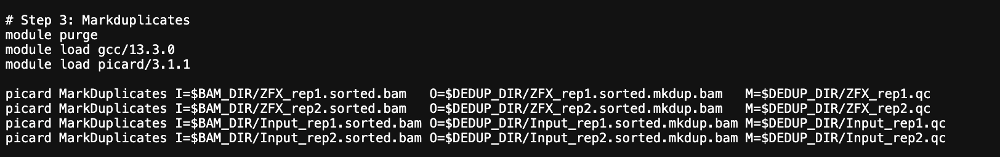 # Step 3: Markduplicates
module purge
module load gcc/13.3.0
module load picard/3.1.1
picard MarkDuplicates I=$BAM_DIR/ZFX_rep1.sorted.bam   O=$DEDUP_DIR/ZFX_rep1.sorted.mkdup.bam   M=$DEDUP_DIR/ZFX_rep1.qc
picard MarkDuplicates I=$BAM_DIR/ZFX_rep2.sorted.bam   O=$DEDUP_DIR/ZFX_rep2.sorted.mkdup.bam   M=$DEDUP_DIR/ZFX_rep2.qc
picard MarkDuplicates I=$BAM_DIR/Input_rep1.sorted.bam O=$DEDUP_DIR/Input_rep1.sorted.mkdup.bam M=$DEDUP_DIR/Input_rep1.qc
picard MarkDuplicates I=$BAM_DIR/Input_rep2.sorted.bam O=$DEDUP_DIR/Input_rep2.sorted.mkdup.bam M=$DEDUP_DIR/Input_rep2.qc